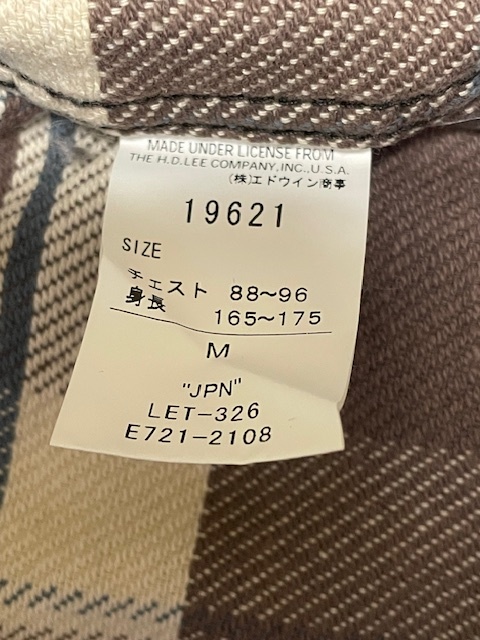 MADE UNDER LICENSE FROM
THE H.D.LEE COMPANY,INC.,U.S.A.
(株)エドウイン商事
19621
SIZE
チェスト 88~96
身長 165~175
M
"JPN"
LET-326
E721-2108